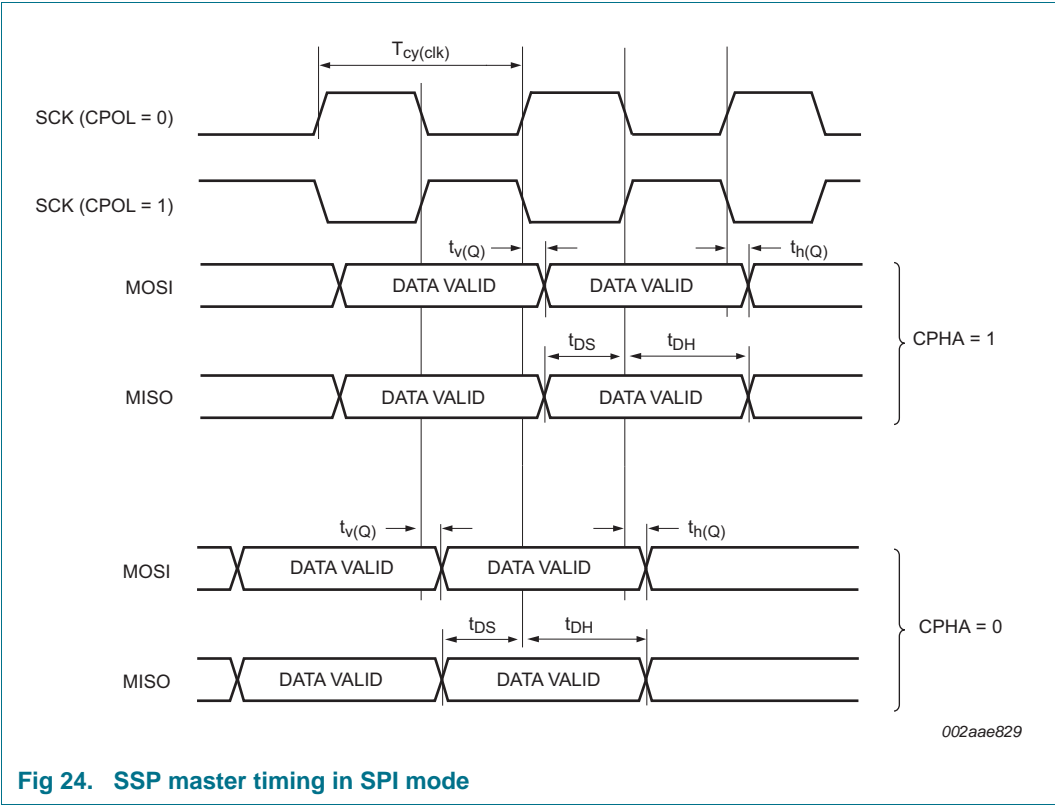 Tcy(clk)
SCK (CPOL = 0)
SCK (CPOL = 1)
tv(Q)
th(Q)
MOSI
DATA VALID
DATA VALID
CPHA = 1
tDS
tDH
MISO
DATA VALID
DATA VALID
tv(Q)
th(Q)
MOSI
DATA VALID
DATA VALID
CPHA = 0
tDS
tDH
MISO
DATA VALID
DATA VALID
002aae829
Fig 24. SSP master timing in SPI mode